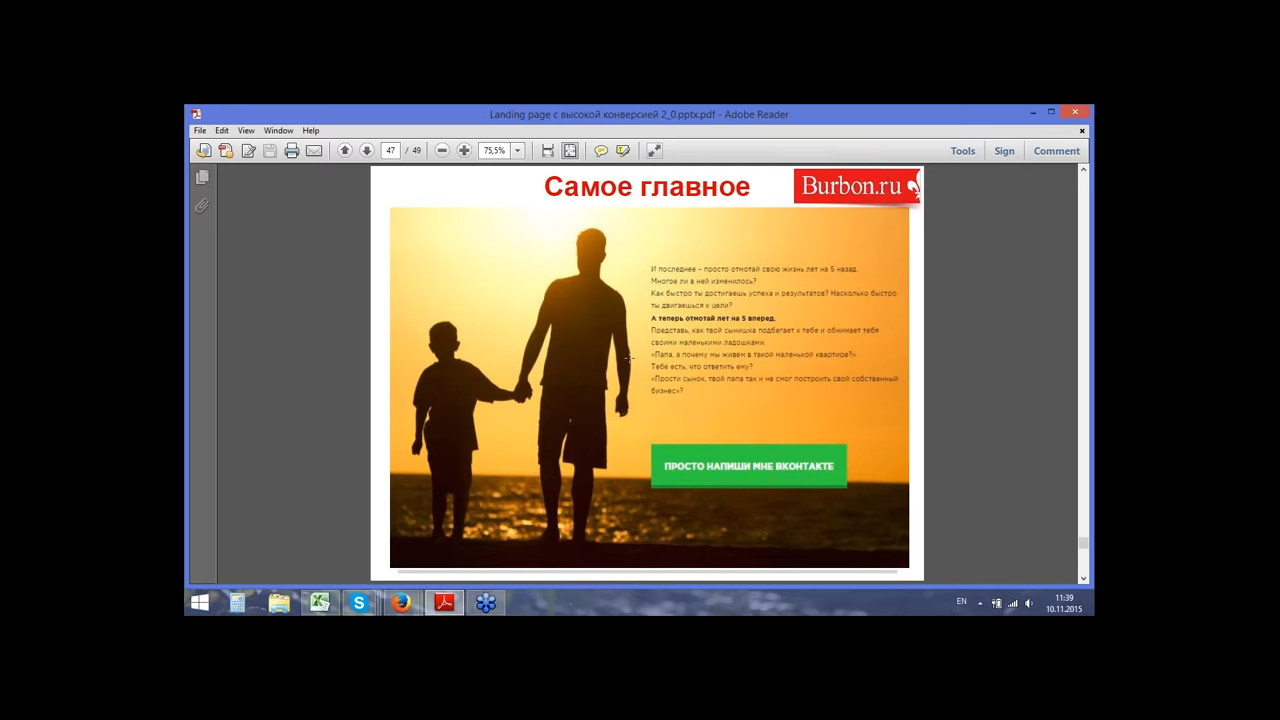 Landing page с высокой конверсией 2_0.pptx.pdf - Adobe Reader
File Edit View Window Help
47 / 49 75,5% Tools Sign Comment
Самое главное
Burbon.ru
И последнее – просто отмотай свою жизнь лет на 5 назад.
Многое ли в ней изменилось?
Как быстро ты достигаешь успеха и результатов? Насколько быстро
ты двигаешься к цели?
А теперь отмотай лет на 5 вперед.
Представь, как твой сынишка подбегает к тебе и обнимает тебя
своими маленькими ладошками.
«Папа, а почему мы живем в такой маленькой квартире?»
Тебе есть, что ответить ему?
«Прости сынок, твой папа так и не смог построить свой собственный
бизнес»?
ПРОСТО НАПИШИ МНЕ ВКОНТАКТЕ
EN
11:39
10.11.2015